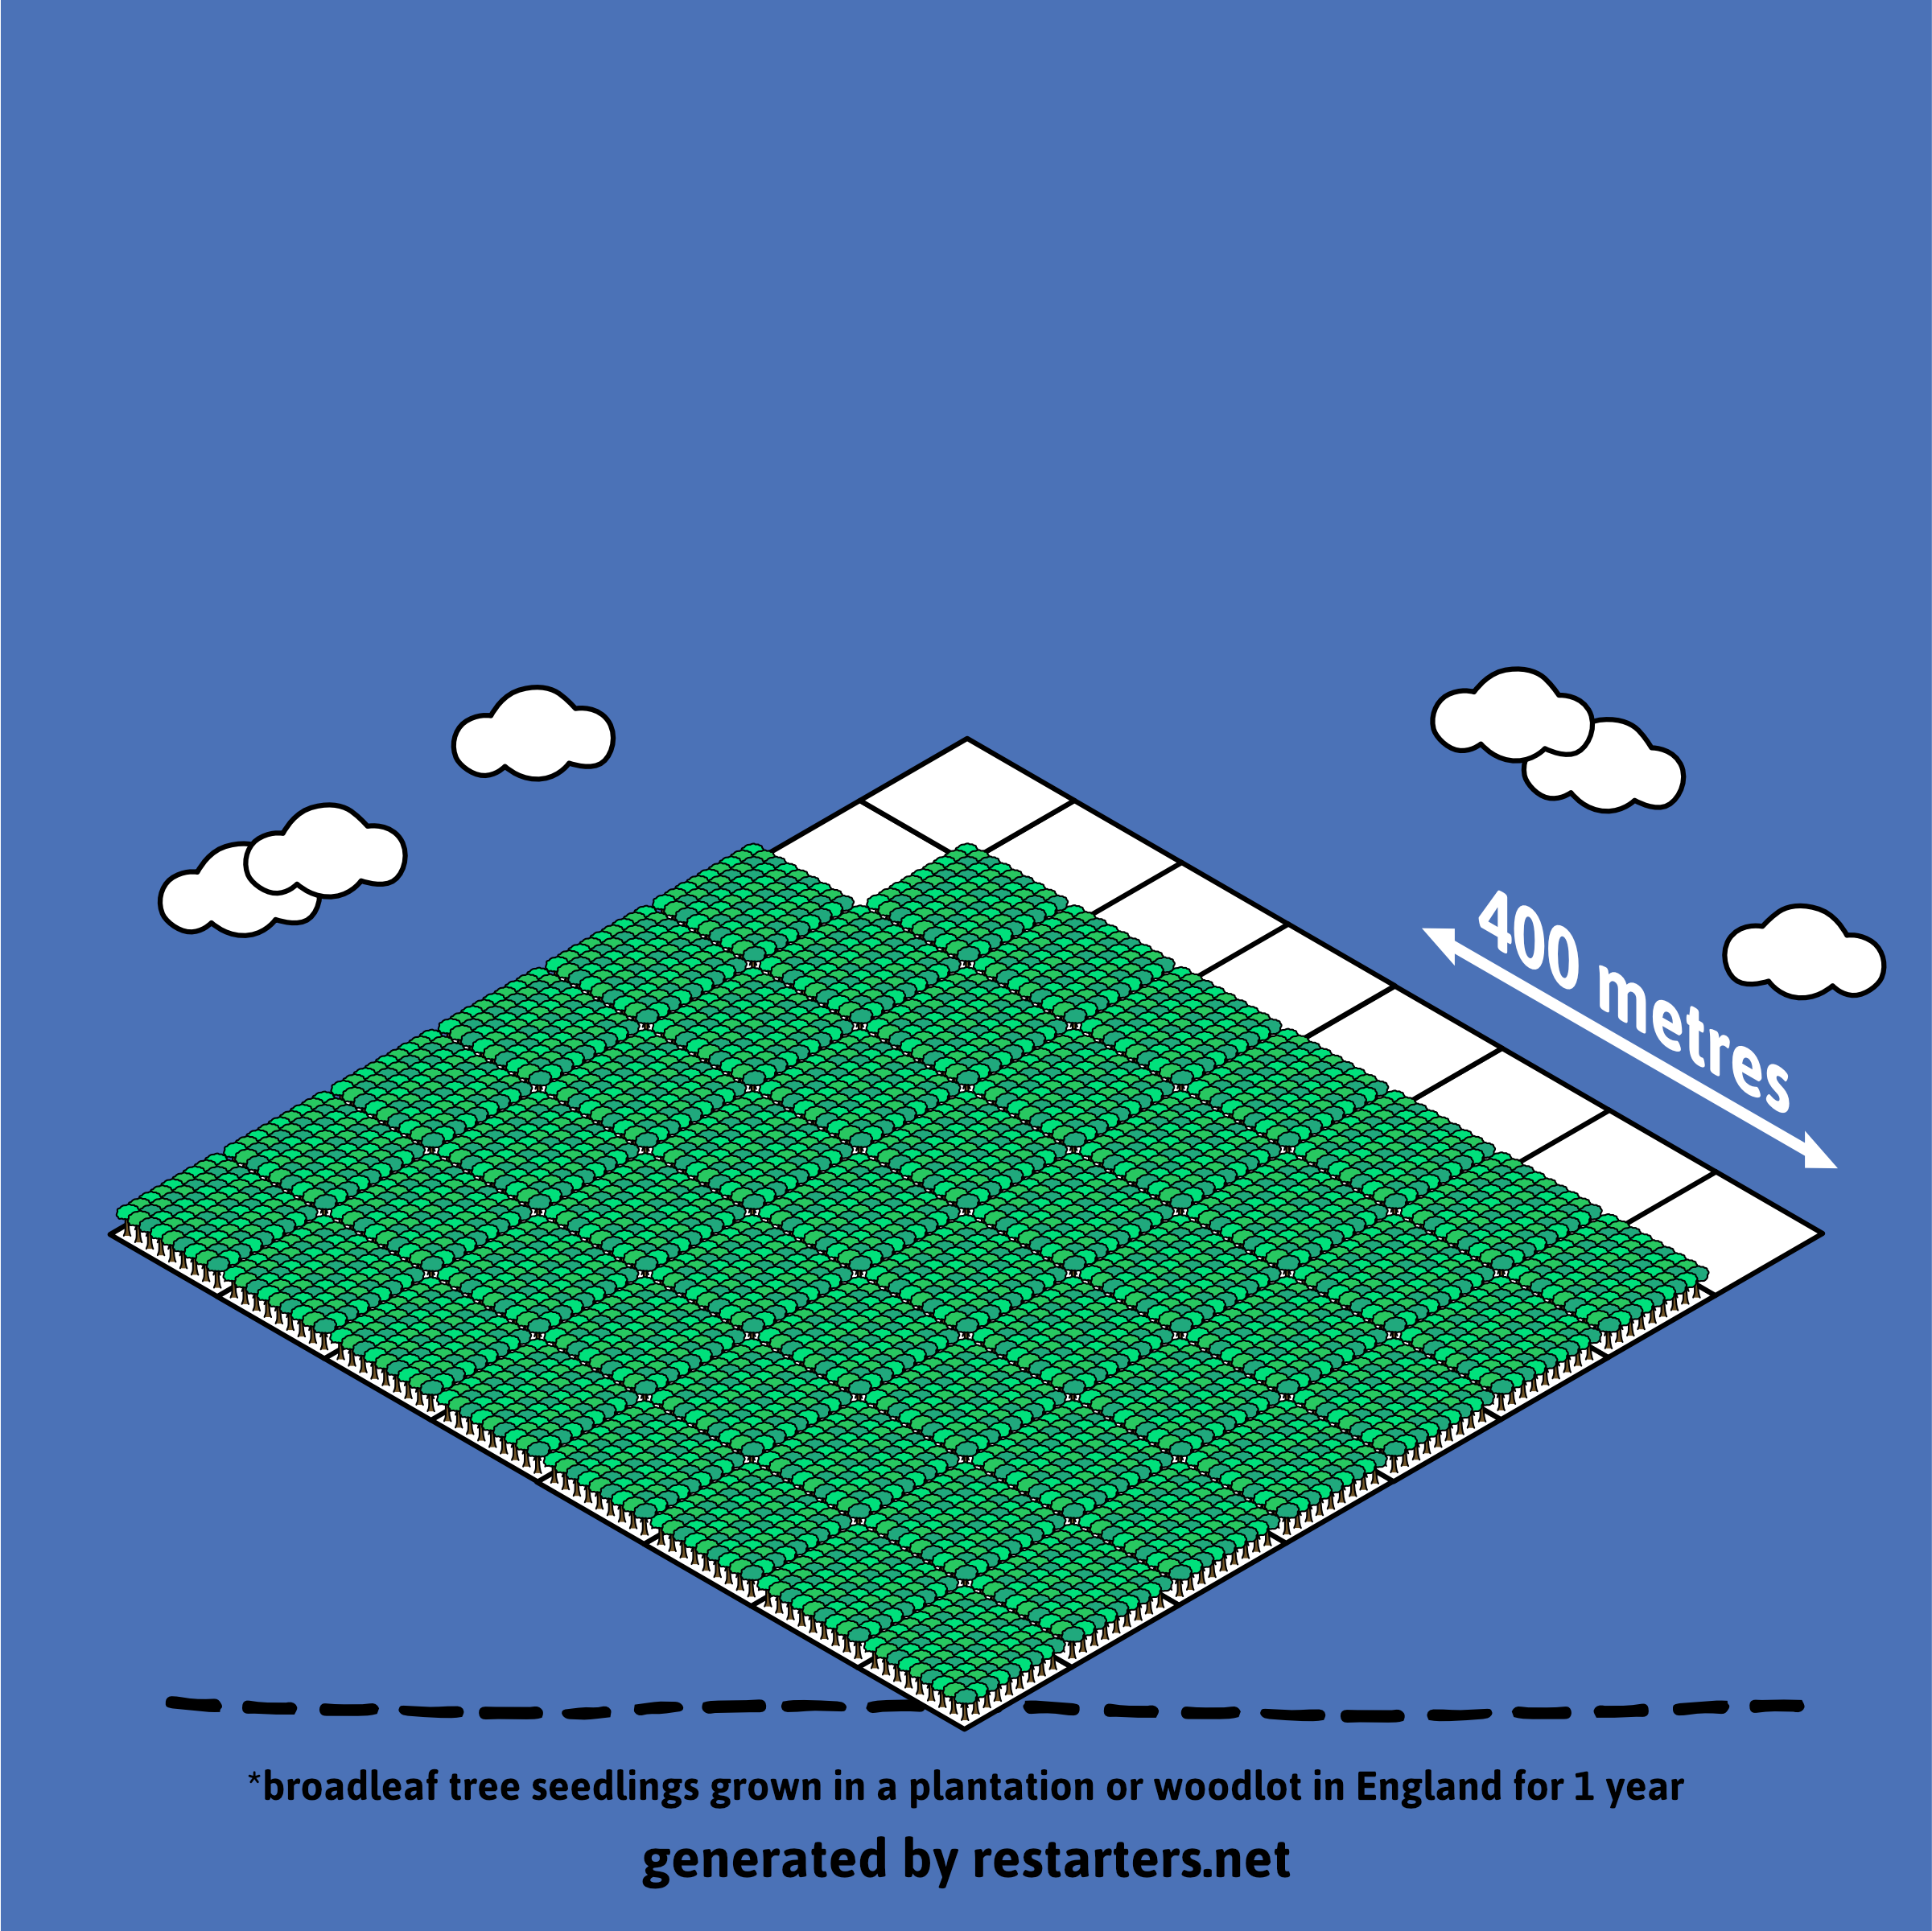 400 metres
*broadleaf tree seedlings grown in a plantation or woodlot in England for 1 year
generated by restarters.net